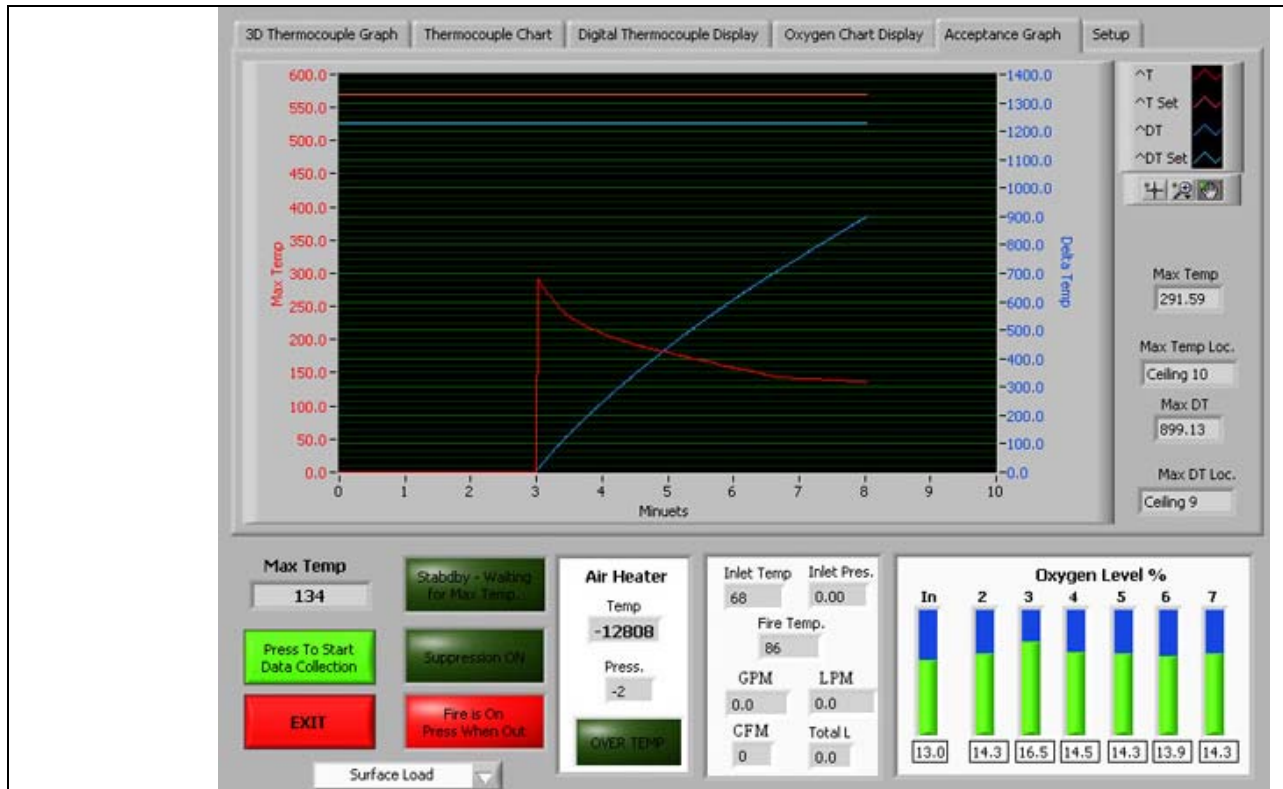 3D Thermocouple Graph
Thermocouple Chart
Digital Thermocouple Display
Oxygen Chart Display
Acceptance Graph
Setup
600.0
550.0
500.0
450.0
400.0
350.0
300.0
250.0
200.0
150.0
100.0
50.0
0.0
Max Temp
0 1 2 3 4 5 6 7 8 9 10
Minuets
1400.0
1300.0
1200.0
1100.0
1000.0
900.0
800.0
700.0
600.0
500.0
400.0
300.0
200.0
100.0
0.0
Delta Temp
^T
^T Set
^DT
^DT Set
Max Temp
291.59
Max Temp Loc.
Ceiling 10
Max DT
899.13
Max DT Loc.
Ceiling 9
Max Temp
134
Press To Start
Data Collection
EXIT
Stabdby - Waiting
for Max Temp.
Suppression ON
Fire is On
Press When Out
Surface Load
Air Heater
Temp
-12808
Press.
-2
OVER TEMP
Inlet Temp Inlet Pres.
68 0.00
Fire Temp.
86
GPM LPM
0.0 0.0
CFM Total L
0 0.0
Oxygen Level %
In 2 3 4 5 6 7
13.0 14.3 16.5 14.5 14.3 13.9 14.3